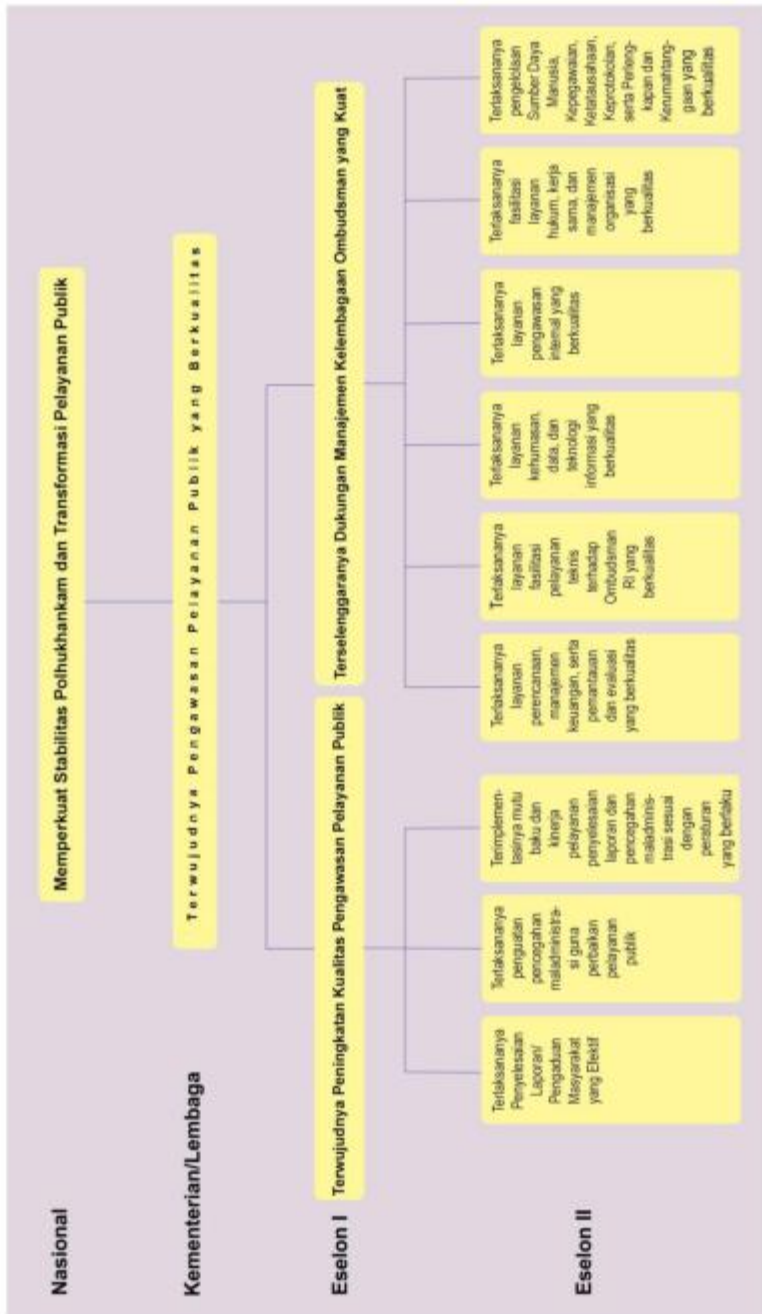 Nasional
Memperkuat Stabilitas Polhukhankam dan Transformasi Pelayanan Publik
Kementerian/Lembaga
Terwujudnya Pengawasan Pelayanan Publik yang Berkualitas
Eselon I
Terwujudnya Peningkatan Kualitas Pengawasan Pelayanan Publik
Terselenggaranya Dukungan Manajemen Kelembagaan Ombudsman yang Kuat
Eselon II
Terlaksananya
Penyelesaian
Laporan/
Pengaduan
Masyarakat
yang Efektif
Terlaksananya
penguatan
pencegahan
maladministra-
si guna
perbaikan
pelayanan
publik
Terimplemen-
tasinya mutu
baku dan
kinerja
pelayanan
penyelesaian
laporan dan
pencegahan
maladminis-
trasi sesuai
dengan
peraturan
yang berlaku
Terlaksananya
layanan
perencanaan,
manajemen
keuangan, serta
pemantauan
dan evaluasi
yang berkualitas
Terlaksananya
layanan
fasilitasi
pelayanan
teknis
terhadap
Ombudsman
RI yang
berkualitas
Terlaksananya
layanan
kehumasan,
data, dan
teknologi
informasi yang
berkualitas
Terlaksananya
layanan
pengawasan
internal yang
berkualitas
Terlaksananya
fasilitasi
layanan
hukum, kerja
sama, dan
manajemen
organisasi
yang
berkualitas
Terlaksananya
pengelolaan
Sumber Daya
Manusia,
Kepegawaian,
Ketatausahaan,
Keprotokolan,
serta Perleng-
kapan dan
Kerumahtang-
gaan yang
berkualitas